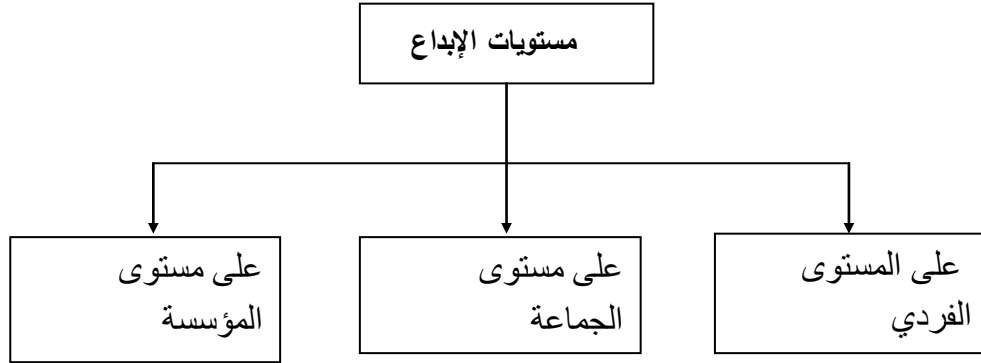 مستويات الإبداع
على المستوى
الفردي
على مستوى
الجماعة
على مستوى
المؤسسة